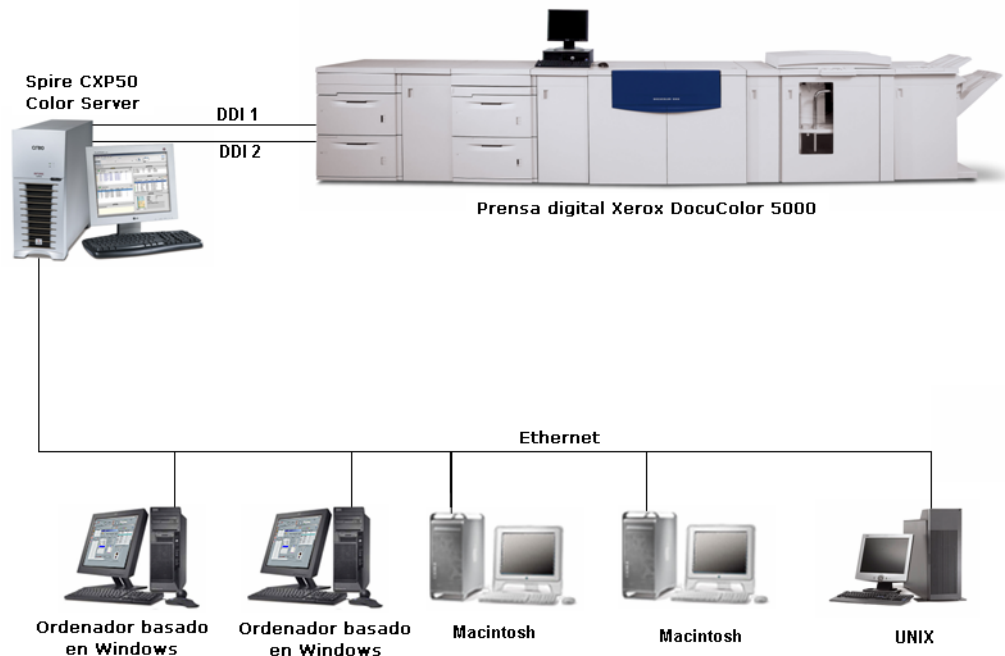 Spire CXP50
Color Server
DDI 1
DDI 2
creo
Prensa digital Xerox DocuColor 5000
Ethernet
Ordenador basado
en Windows
Ordenador basado
en Windows
Macintosh
Macintosh
UNIX